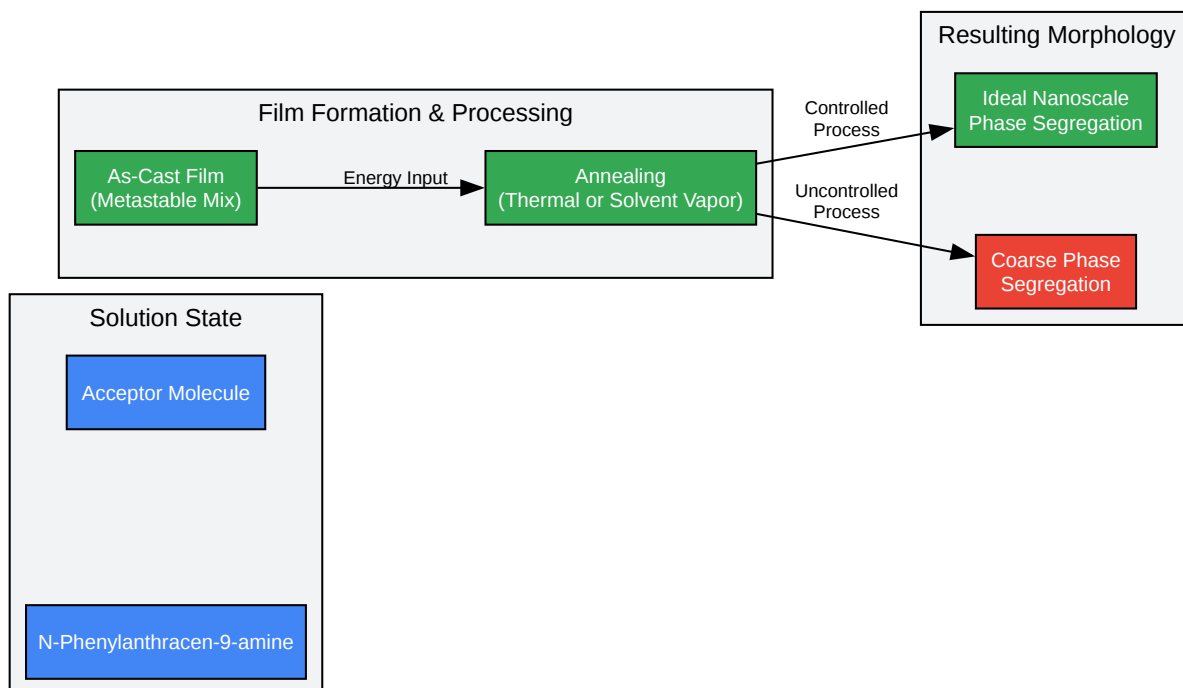 Resulting Morphology
Ideal Nanoscale
Phase Segregation
Coarse Phase
Segregation
Controlled
Process
Uncontrolled
Process
Film Formation & Processing
As-Cast Film
(Metastable Mix)
Energy Input
Annealing
(Thermal or Solvent Vapor)
Solution State
Acceptor Molecule
N-Phenylanthracen-9-amine